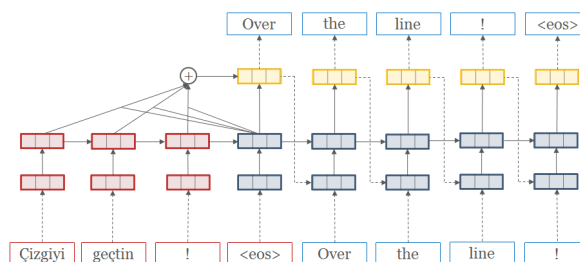 Over the line ! <eos>
+
Çizgiyi geçtin ! <eos> Over the line !